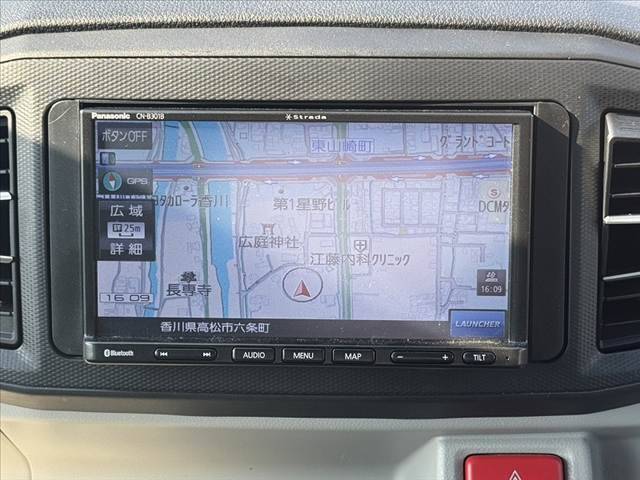 Panasonic CN-B301B
Strada
ボタンOFF
東山崎町
グランドコート
GPS
トヨタカローラ香川
第1星野ビル
DCM
広域
25m
詳細
広庭神社
江藤内科クリニック
長専寺
16:09
16:09
香川県高松市六条町
LAUNCHER
Bluetooth
AUDIO
MENU
MAP
− +
TILT